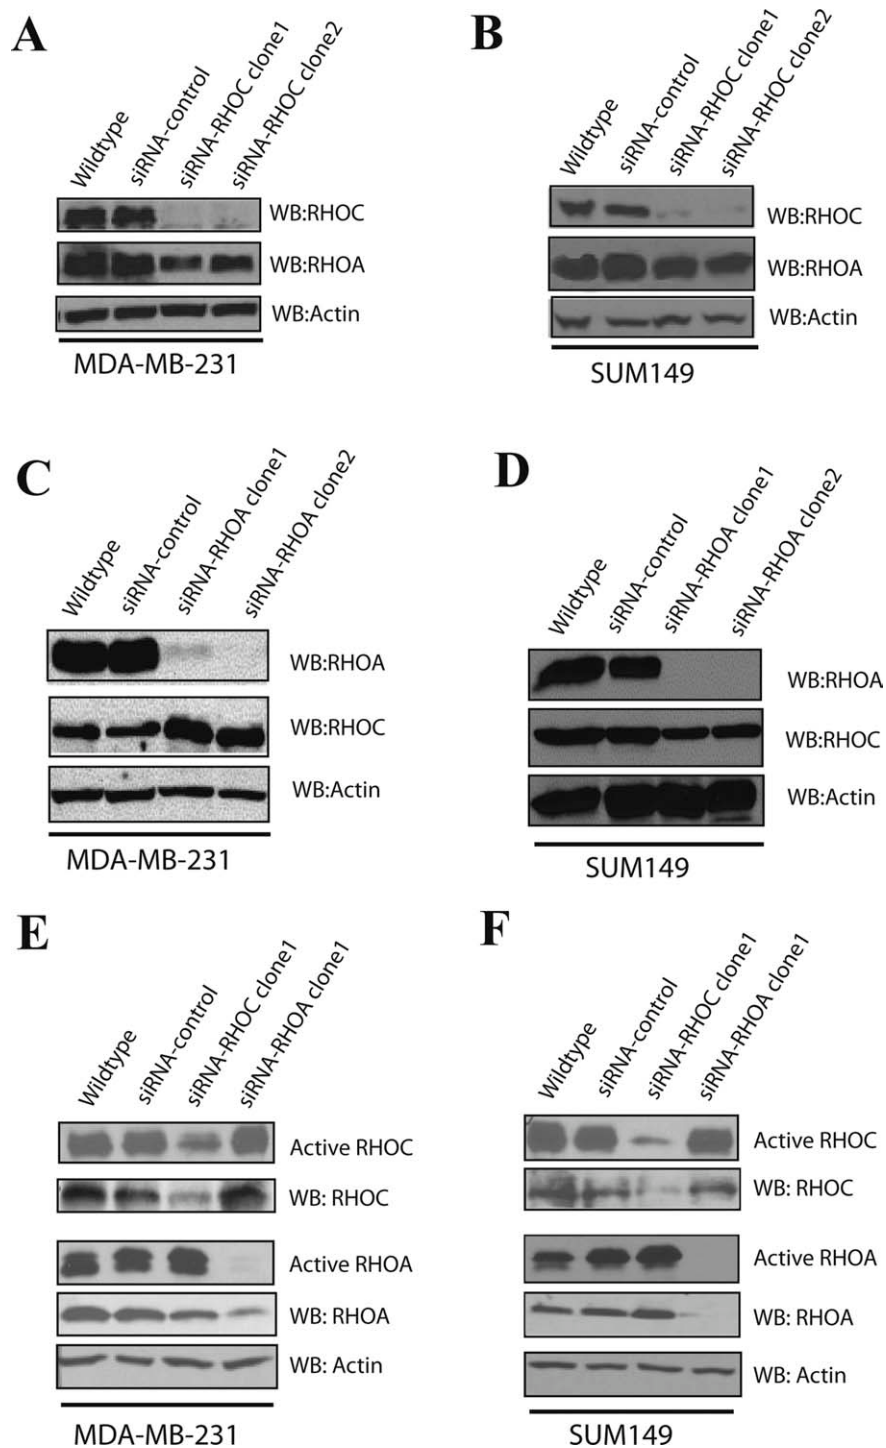 A
Wildtype
siRNA-control
siRNA-RHOC clone1
siRNA-RHOC clone2
WB:RHOC
WB:RHOA
WB:Actin
MDA-MB-231
B
Wildtype
siRNA-control
siRNA-RHOC clone1
siRNA-RHOC clone2
WB:RHOC
WB:RHOA
WB:Actin
SUM149
C
Wildtype
siRNA-control
siRNA-RHOA clone1
siRNA-RHOA clone2
WB:RHOA
WB:RHOC
WB:Actin
MDA-MB-231
D
Wildtype
siRNA-control
siRNA-RHOA clone1
siRNA-RHOA clone2
WB:RHOA
WB:RHOC
WB:Actin
SUM149
E
Wildtype
siRNA-control
siRNA-RHOC clone1
siRNA-RHOA clone1
Active RHOC
WB: RHOC
Active RHOA
WB: RHOA
WB: Actin
MDA-MB-231
F
Wildtype
siRNA-control
siRNA-RHOC clone1
siRNA-RHOA clone1
Active RHOC
WB: RHOC
Active RHOA
WB: RHOA
WB: Actin
SUM149